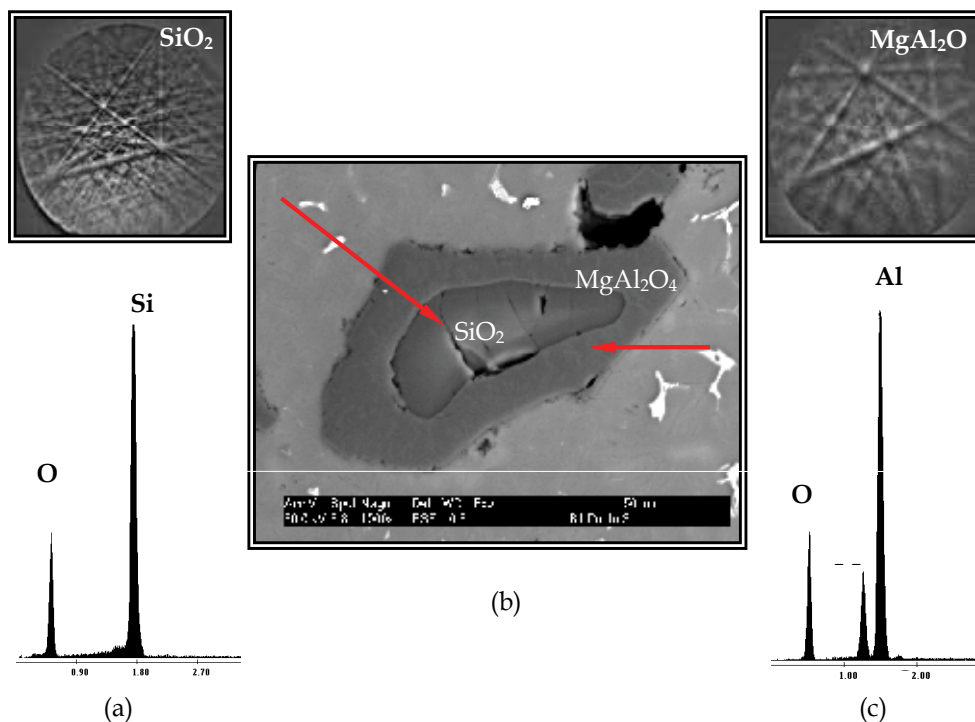 SiO₂
MgAl₂O
MgAl₂O₄
SiO₂
Si
O
0.90 1.80 2.70
(a)
(b)
Al
O
1.00 2.00
(c)